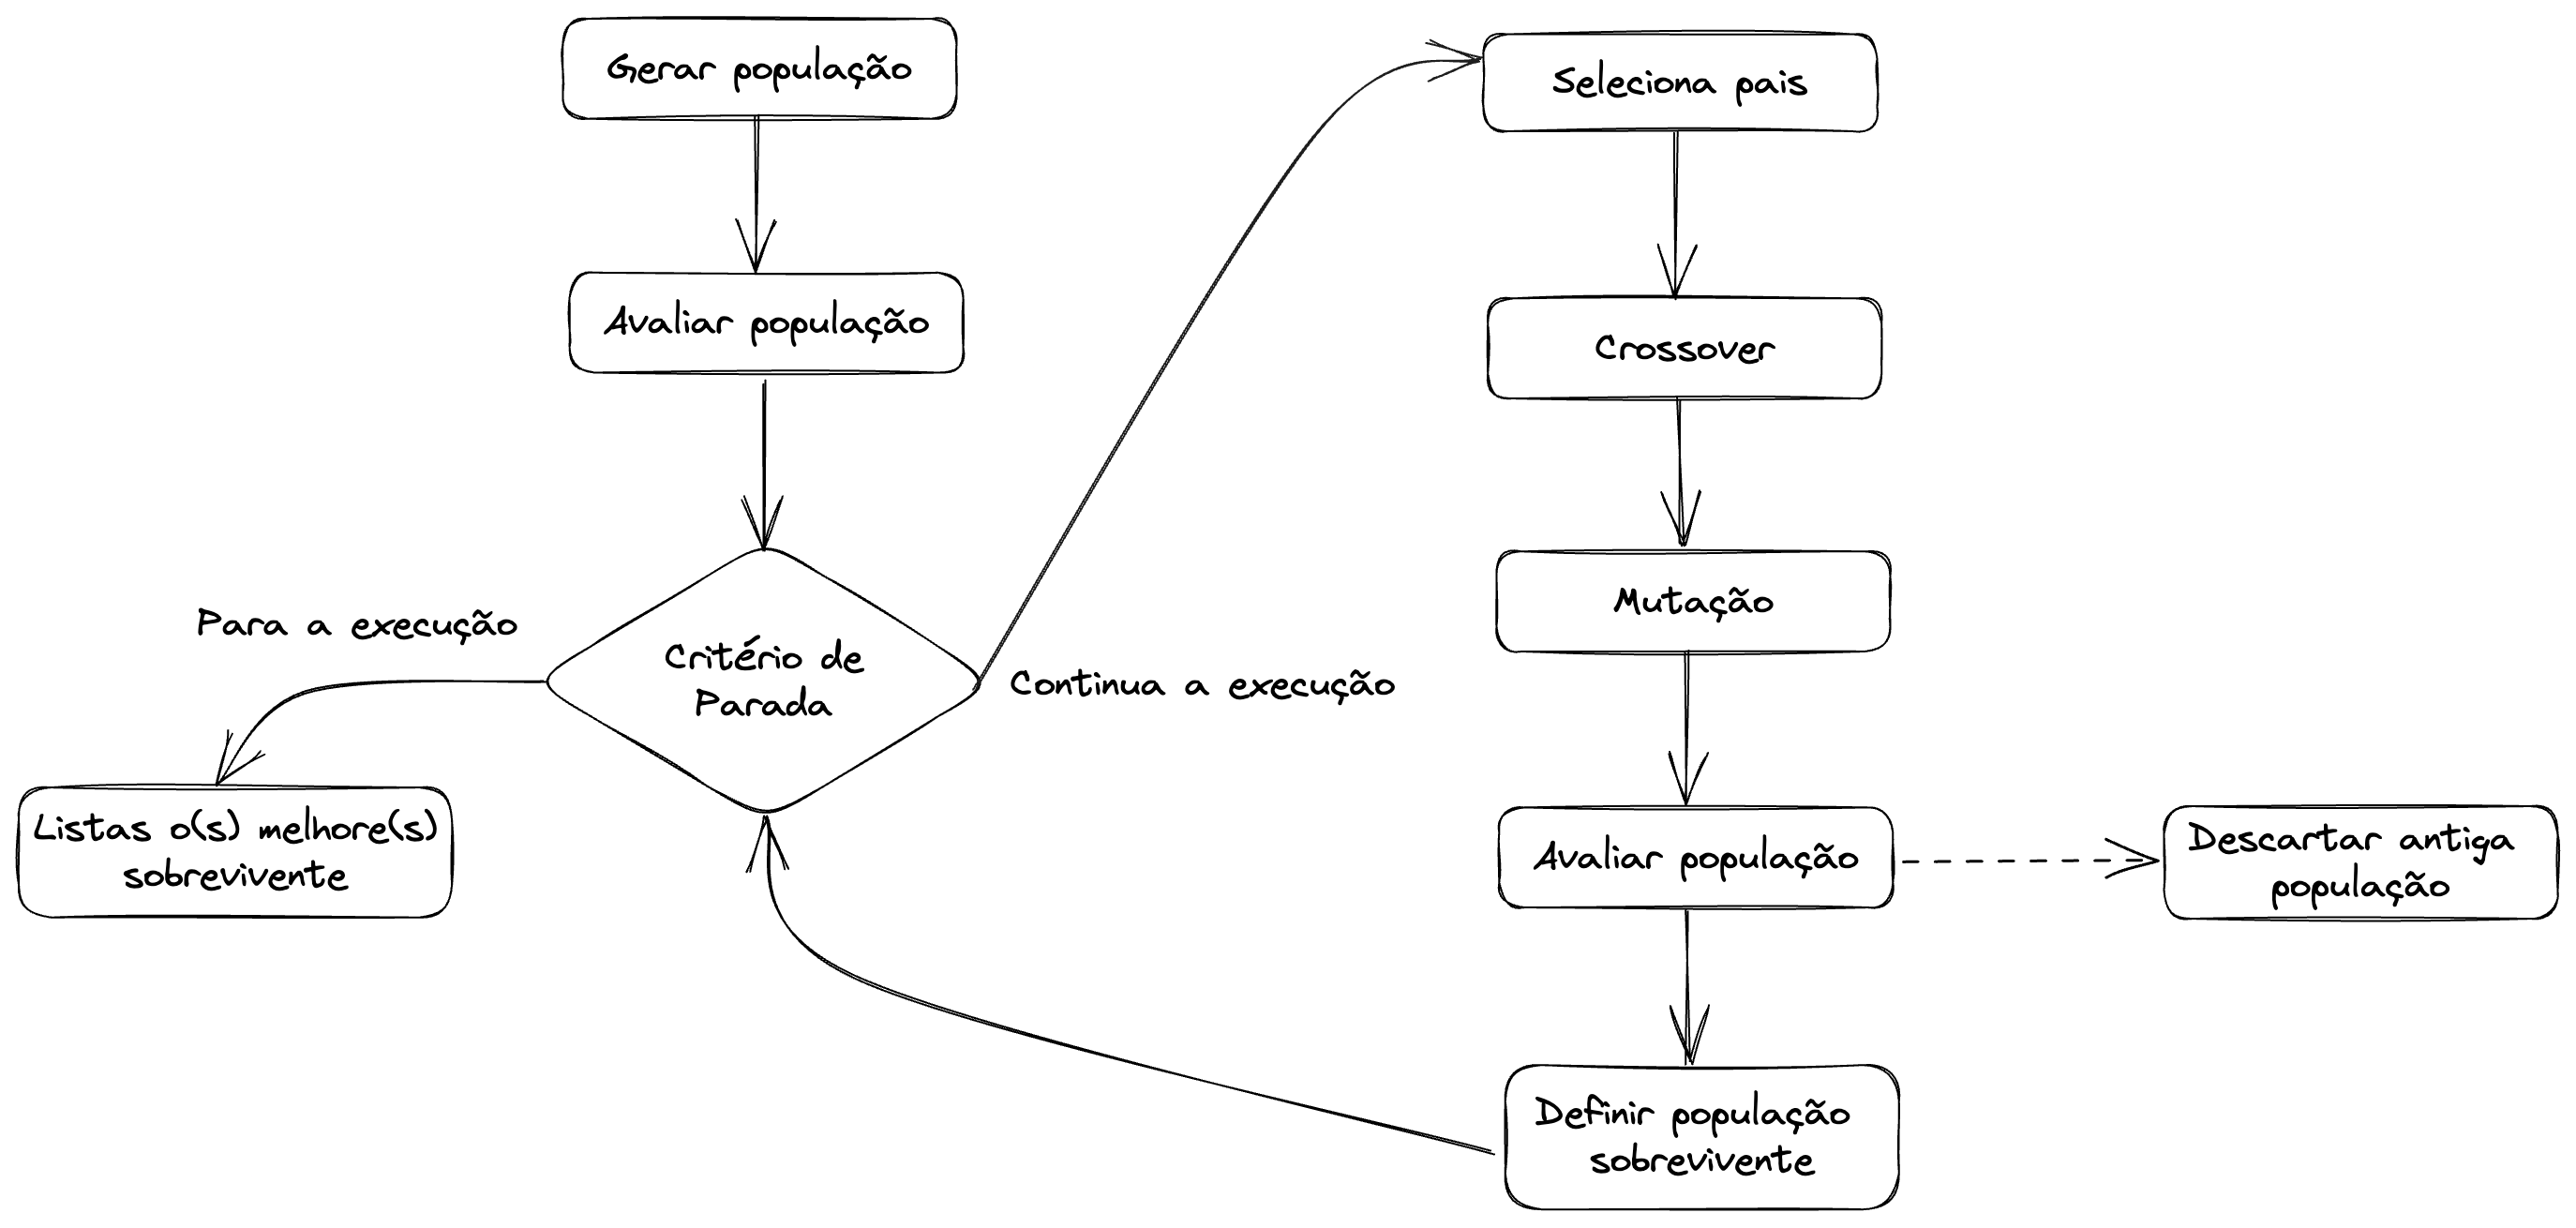 Gerar população
Avaliar população
Critério de
Parada
Para a execução
Listas o(s) melhore(s)
sobrevivente
Continua a execução
Seleciona pais
Crossover
Mutação
Avaliar população
Descartar antiga
população
Definir população
sobrevivente